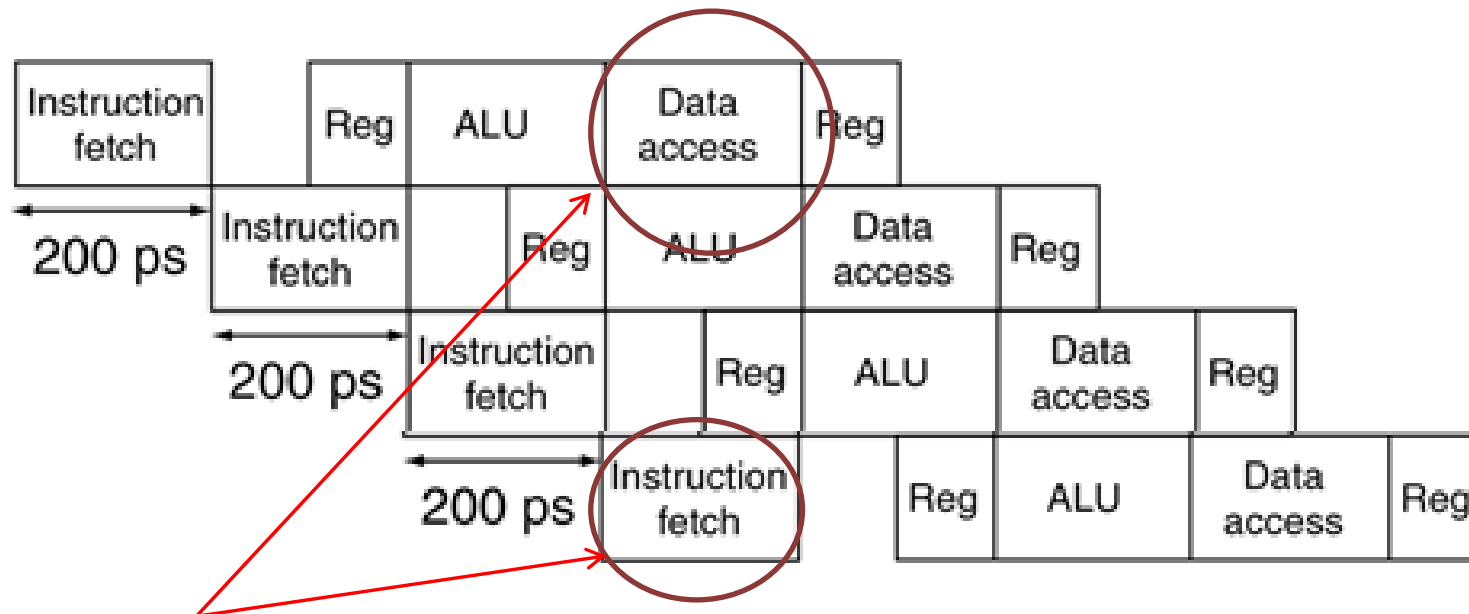 Instruction
fetch
Reg
ALU
Data
access
Reg
200 ps
Instruction
fetch
Reg
ALU
Data
access
Reg
200 ps
Instruction
fetch
Reg
ALU
Data
access
Reg
200 ps
Instruction
fetch
Reg
ALU
Data
access
Reg